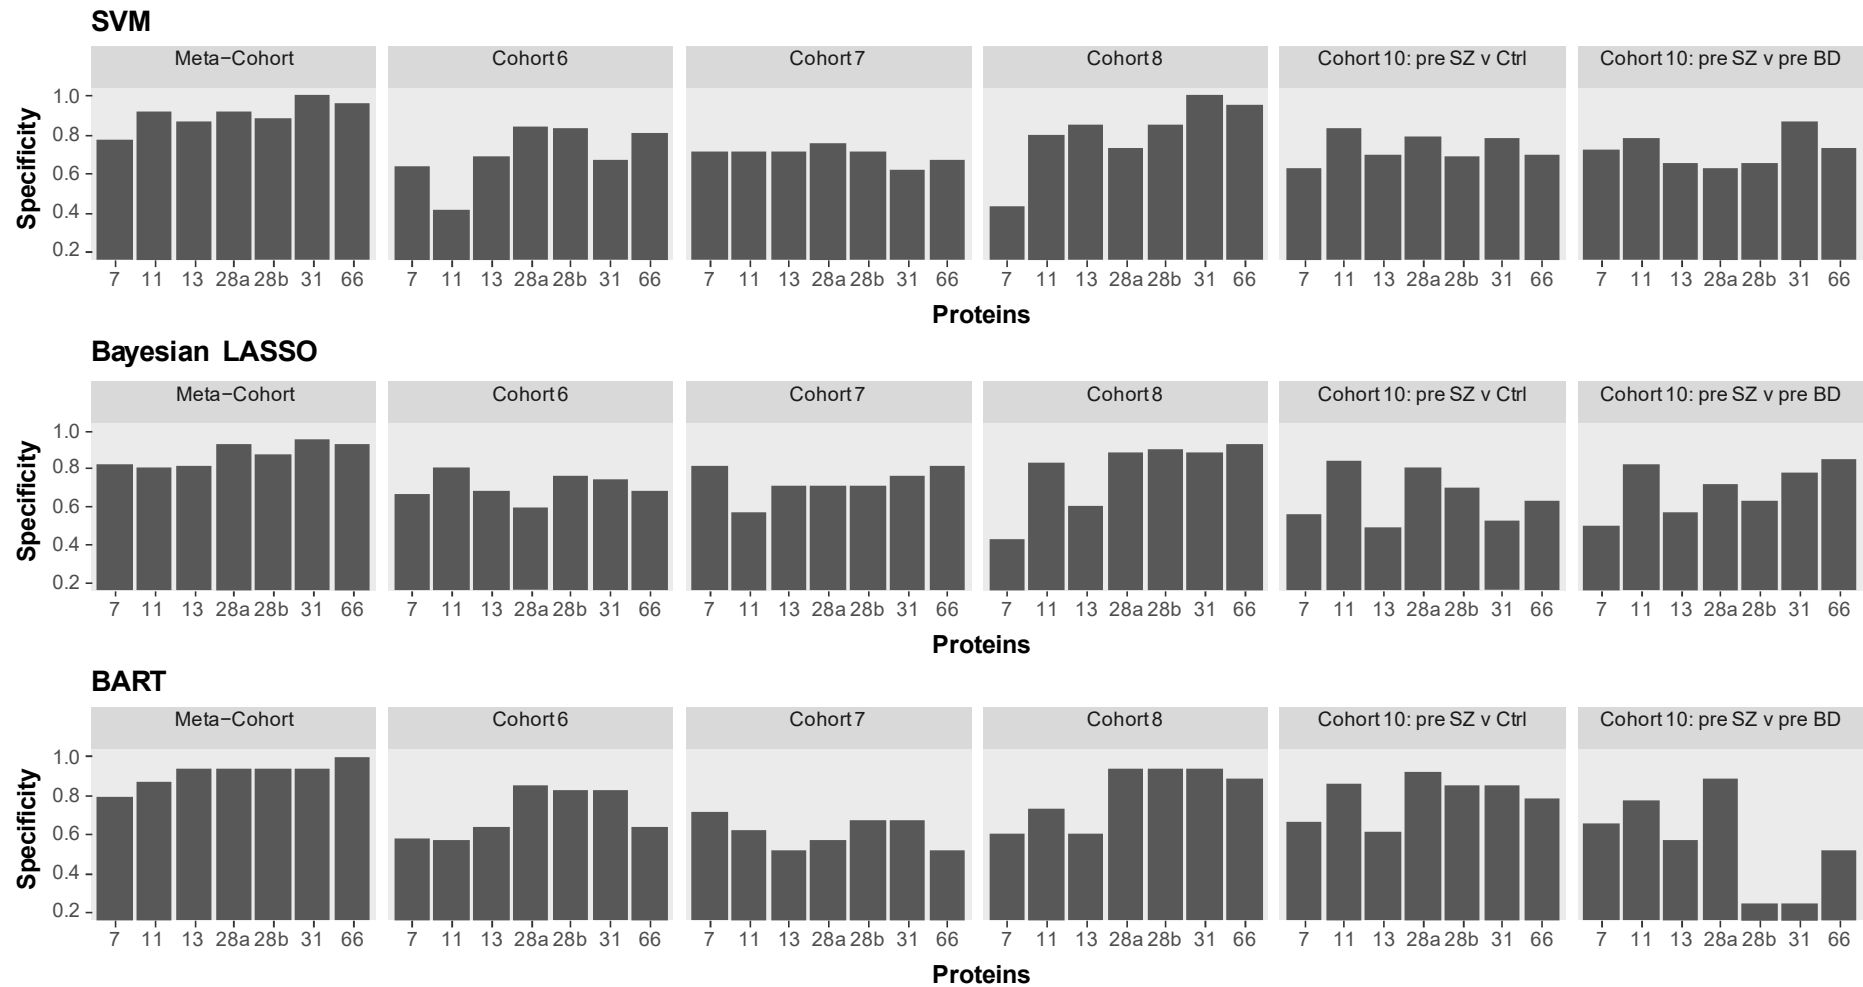 SVM
Meta−Cohort Cohort 6 Cohort 7 Cohort 8 Cohort 10: pre SZ v Ctrl Cohort 10: pre SZ v pre BD
Specificity
1.0
0.8
0.6
0.4
0.2
7 11 13 28a 28b 31 66 7 11 13 28a 28b 31 66 7 11 13 28a 28b 31 66 7 11 13 28a 28b 31 66 7 11 13 28a 28b 31 66 7 11 13 28a 28b 31 66
Proteins
Bayesian LASSO
Meta−Cohort Cohort 6 Cohort 7 Cohort 8 Cohort 10: pre SZ v Ctrl Cohort 10: pre SZ v pre BD
Specificity
1.0
0.8
0.6
0.4
0.2
7 11 13 28a 28b 31 66 7 11 13 28a 28b 31 66 7 11 13 28a 28b 31 66 7 11 13 28a 28b 31 66 7 11 13 28a 28b 31 66 7 11 13 28a 28b 31 66
Proteins
BART
Meta−Cohort Cohort 6 Cohort 7 Cohort 8 Cohort 10: pre SZ v Ctrl Cohort 10: pre SZ v pre BD
Specificity
1.0
0.8
0.6
0.4
0.2
7 11 13 28a 28b 31 66 7 11 13 28a 28b 31 66 7 11 13 28a 28b 31 66 7 11 13 28a 28b 31 66 7 11 13 28a 28b 31 66 7 11 13 28a 28b 31 66
Proteins